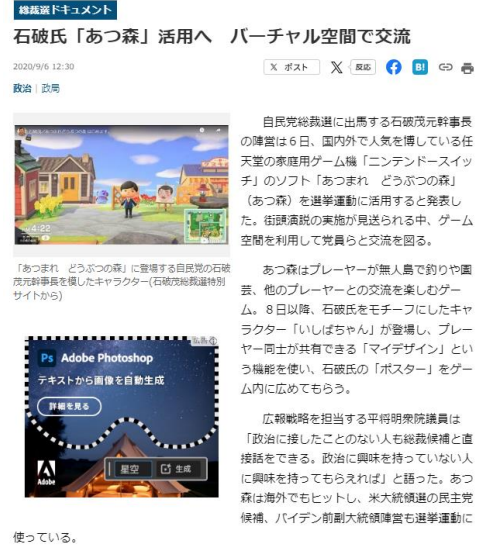 総裁選ドキュメント
石破氏「あつ森」活用へ　バーチャル空間で交流
2020/9/6 12:30
X ポスト
反応
B!
政治｜政局
自民党総裁選に出馬する石破茂元幹事長
の陣営は６日、国内外で人気を博している任
天堂の家庭用ゲーム機「ニンテンドースイッ
チ」のソフト「あつまれ　どうぶつの森」
（あつ森）を選挙運動に活用すると発表し
た。街頭演説の実施が見送られる中、ゲーム
空間を利用して党員らと交流を図る。
4/22
「あつまれ　どうぶつの森」に登場する自民党の石破
茂元幹事長を模したキャラクター(石破茂総裁選特別
サイトから)
あつ森はプレーヤーが無人島で釣りや園
芸、他のプレーヤーとの交流を楽しむゲー
ム。８日以降、石破氏をモチーフにしたキャ
ラクター「いしばちゃん」が登場し、プレー
ヤー同士が共有できる「マイデザイン」とい
う機能を使い、石破氏の「ポスター」をゲー
ム内に広めてもらう。
Ps Adobe Photoshop
テキストから画像を自動生成
詳細を見る
星空
生成
Adobe
広報戦略を担当する平将明衆院議員は
「政治に接したことのない人も総裁候補と直
接話をできる。政治に興味を持っていない人
に興味を持ってもらえれば」と語った。あつ
森は海外でもヒットし、米大統領選の民主党
候補、バイデン前副大統領陣営も選挙運動に
使っている。